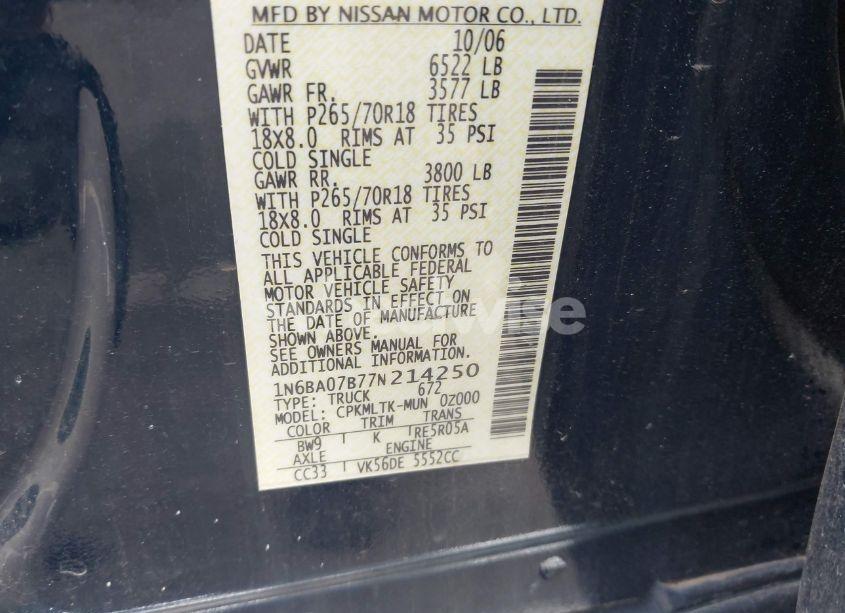 MFD BY NISSAN MOTOR CO., LTD.
DATE 10/06
GVWR 6522 LB
GAWR FR. 3577 LB
WITH P265/70R18 TIRES
18X8.0 RIMS AT 35 PSI
COLD SINGLE
GAWR RR. 3800 LB
WITH P265/70R18 TIRES
18X8.0 RIMS AT 35 PSI
COLD SINGLE
THIS VEHICLE CONFORMS TO
ALL APPLICABLE FEDERAL
MOTOR VEHICLE SAFETY
STANDARDS IN EFFECT ON
THE DATE OF MANUFACTURE
SHOWN ABOVE.
SEE OWNERS MANUAL FOR
ADDITIONAL INFORMATION.
1N6BA07B77N214250
TYPE: TRUCK 672
MODEL: CPKMLTK-MUN 0Z000
COLOR TRIM TRANS
BW9 K RE5R05A
AXLE ENGINE
CC33 VK56DE 5552CC